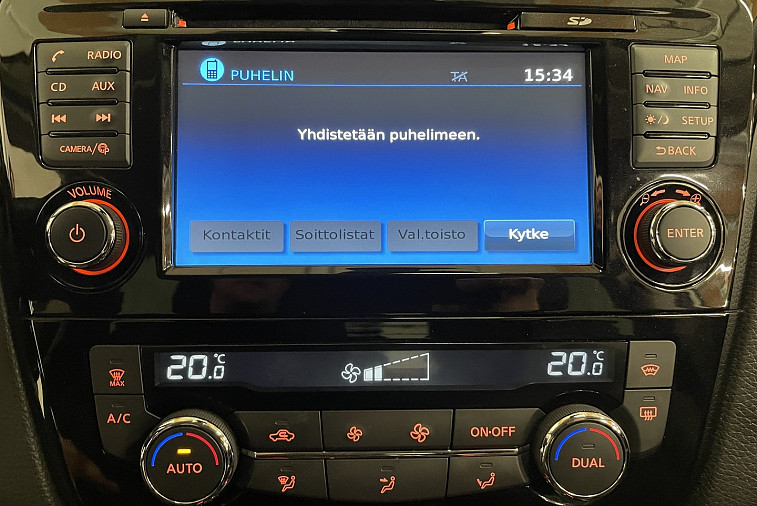 SD
RADIO
CD AUX
CAMERA/
VOLUME
PUHELIN TA 15:34
Yhdistetään puhelimeen.
Kontaktit Soittolistat Val.toisto Kytke
MAP
NAV INFO
SETUP
BACK
ENTER
20.0°C 20.0°C
MAX
A/C
AUTO
ON·OFF
DUAL